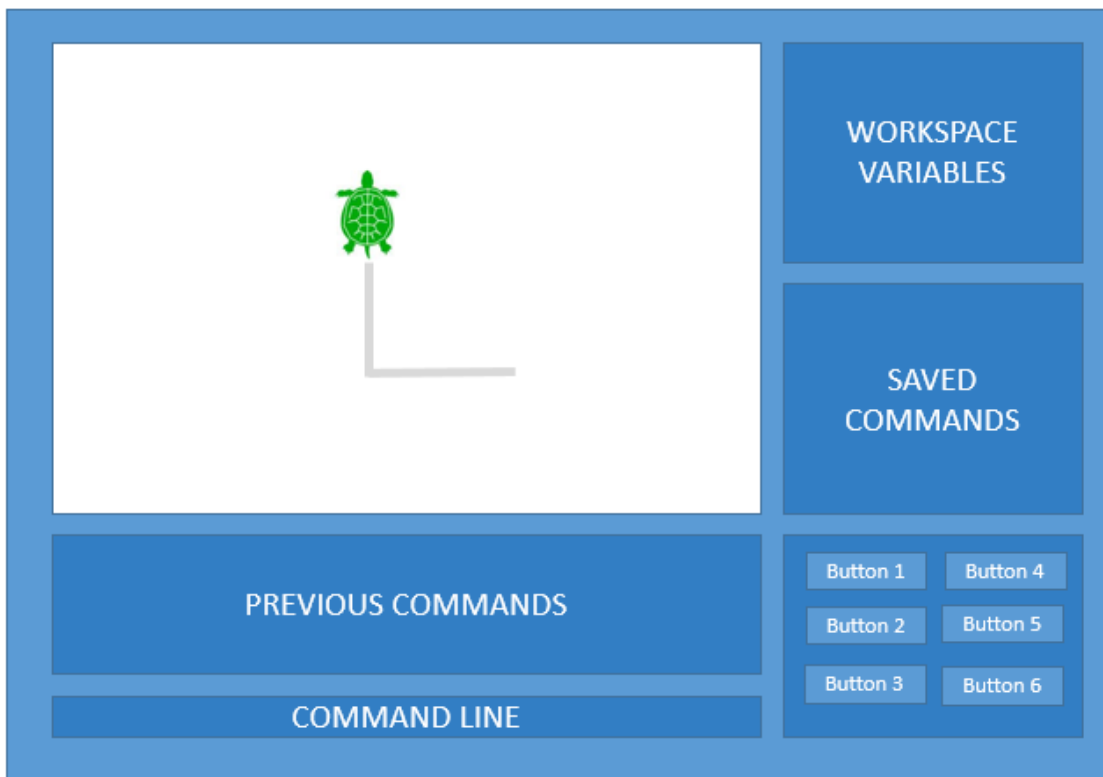 WORKSPACE
VARIABLES
SAVED
COMMANDS
PREVIOUS COMMANDS
COMMAND LINE
Button 1
Button 4
Button 2
Button 5
Button 3
Button 6